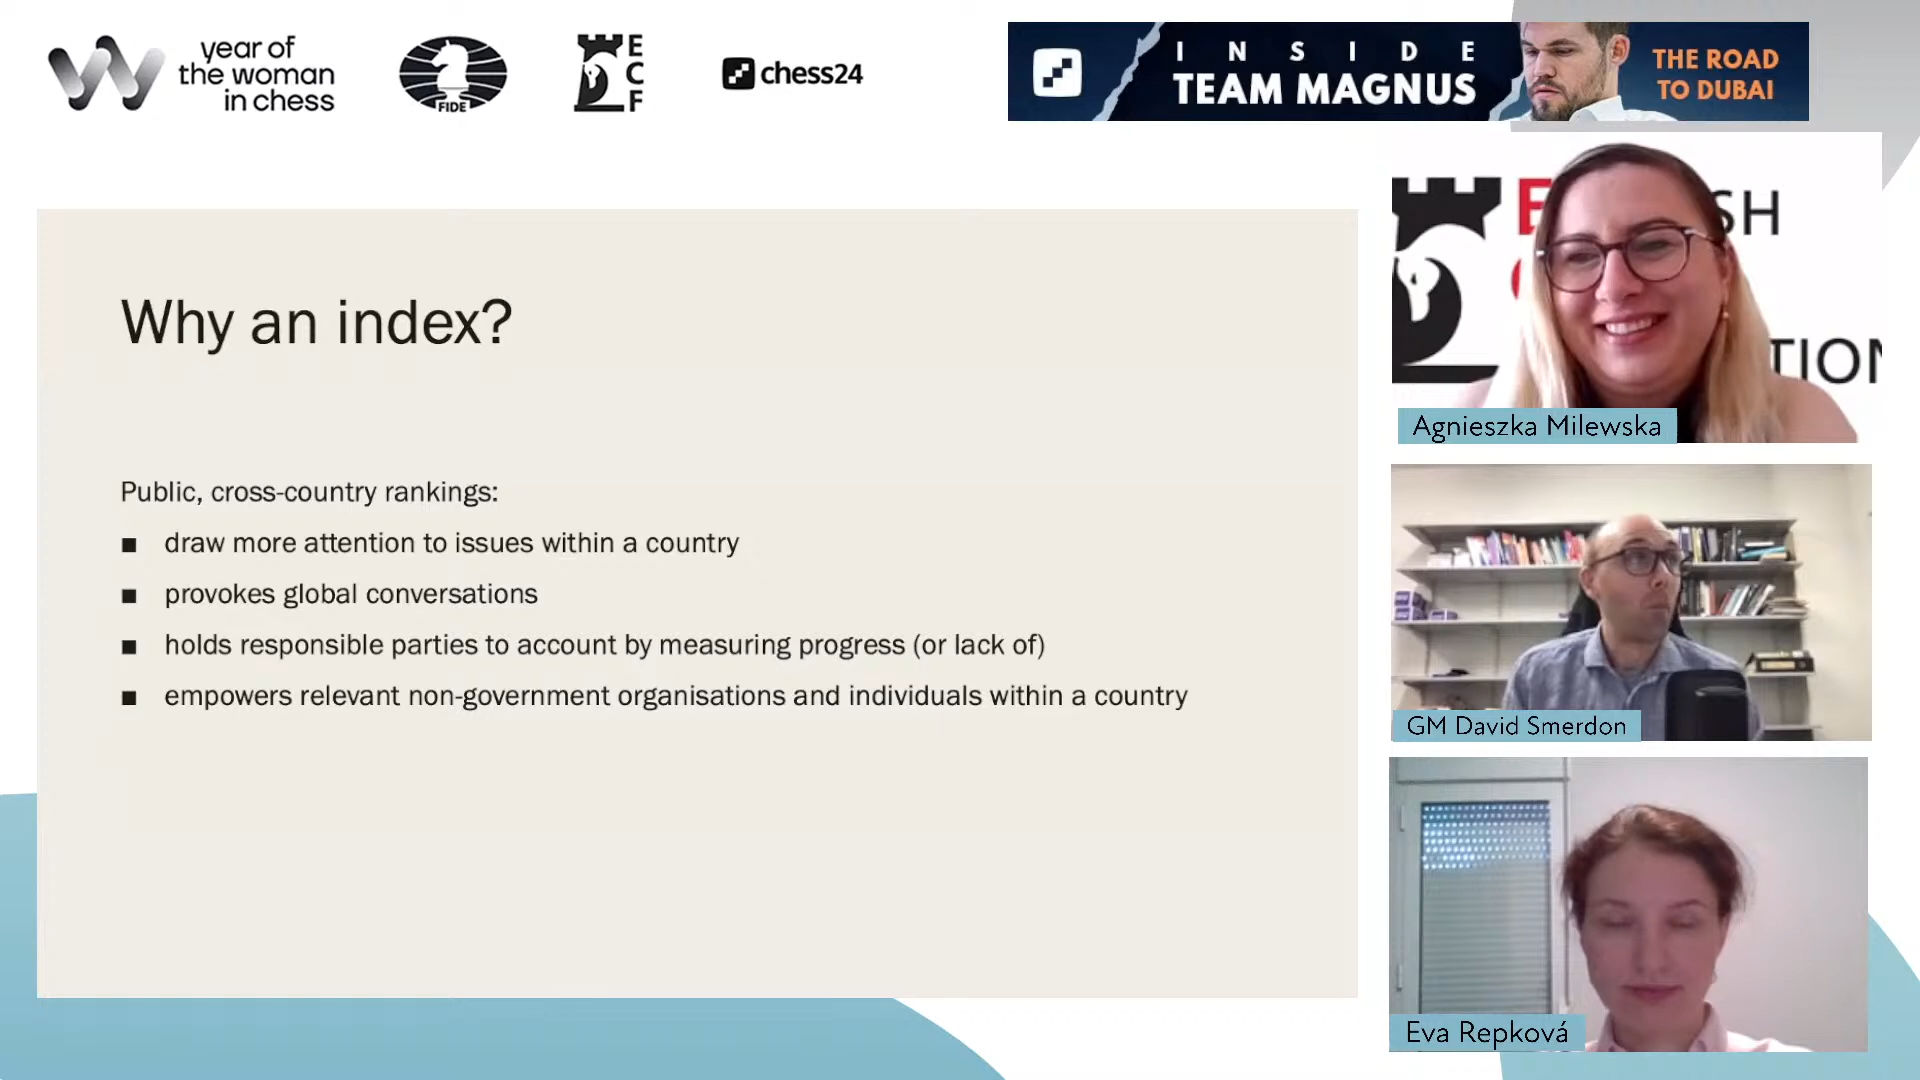 year of
the woman
in chess
FIDE
E
C
F
chess24
INSIDE
TEAM MAGNUS
THE ROAD
TO DUBAI
Why an index?
Public, cross-country rankings:
■ draw more attention to issues within a country
■ provokes global conversations
■ holds responsible parties to account by measuring progress (or lack of)
■ empowers relevant non-government organisations and individuals within a country
E SH
TION
Agnieszka Milewska
GM David Smerdon
Eva Repková